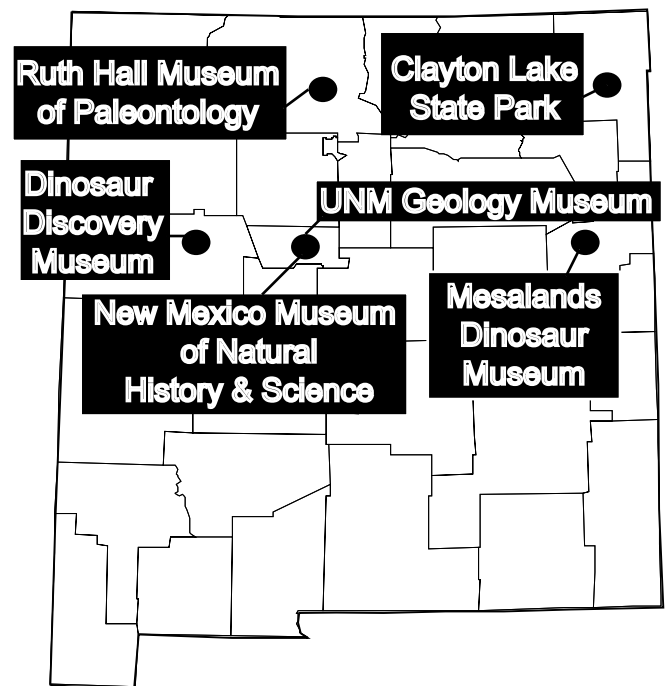 Ruth Hall Museum
of Paleontology
Clayton Lake
State Park
Dinosaur
Discovery
Museum
UNM Geology Museum
New Mexico Museum
of Natural
History & Science
Mesalands
Dinosaur
Museum